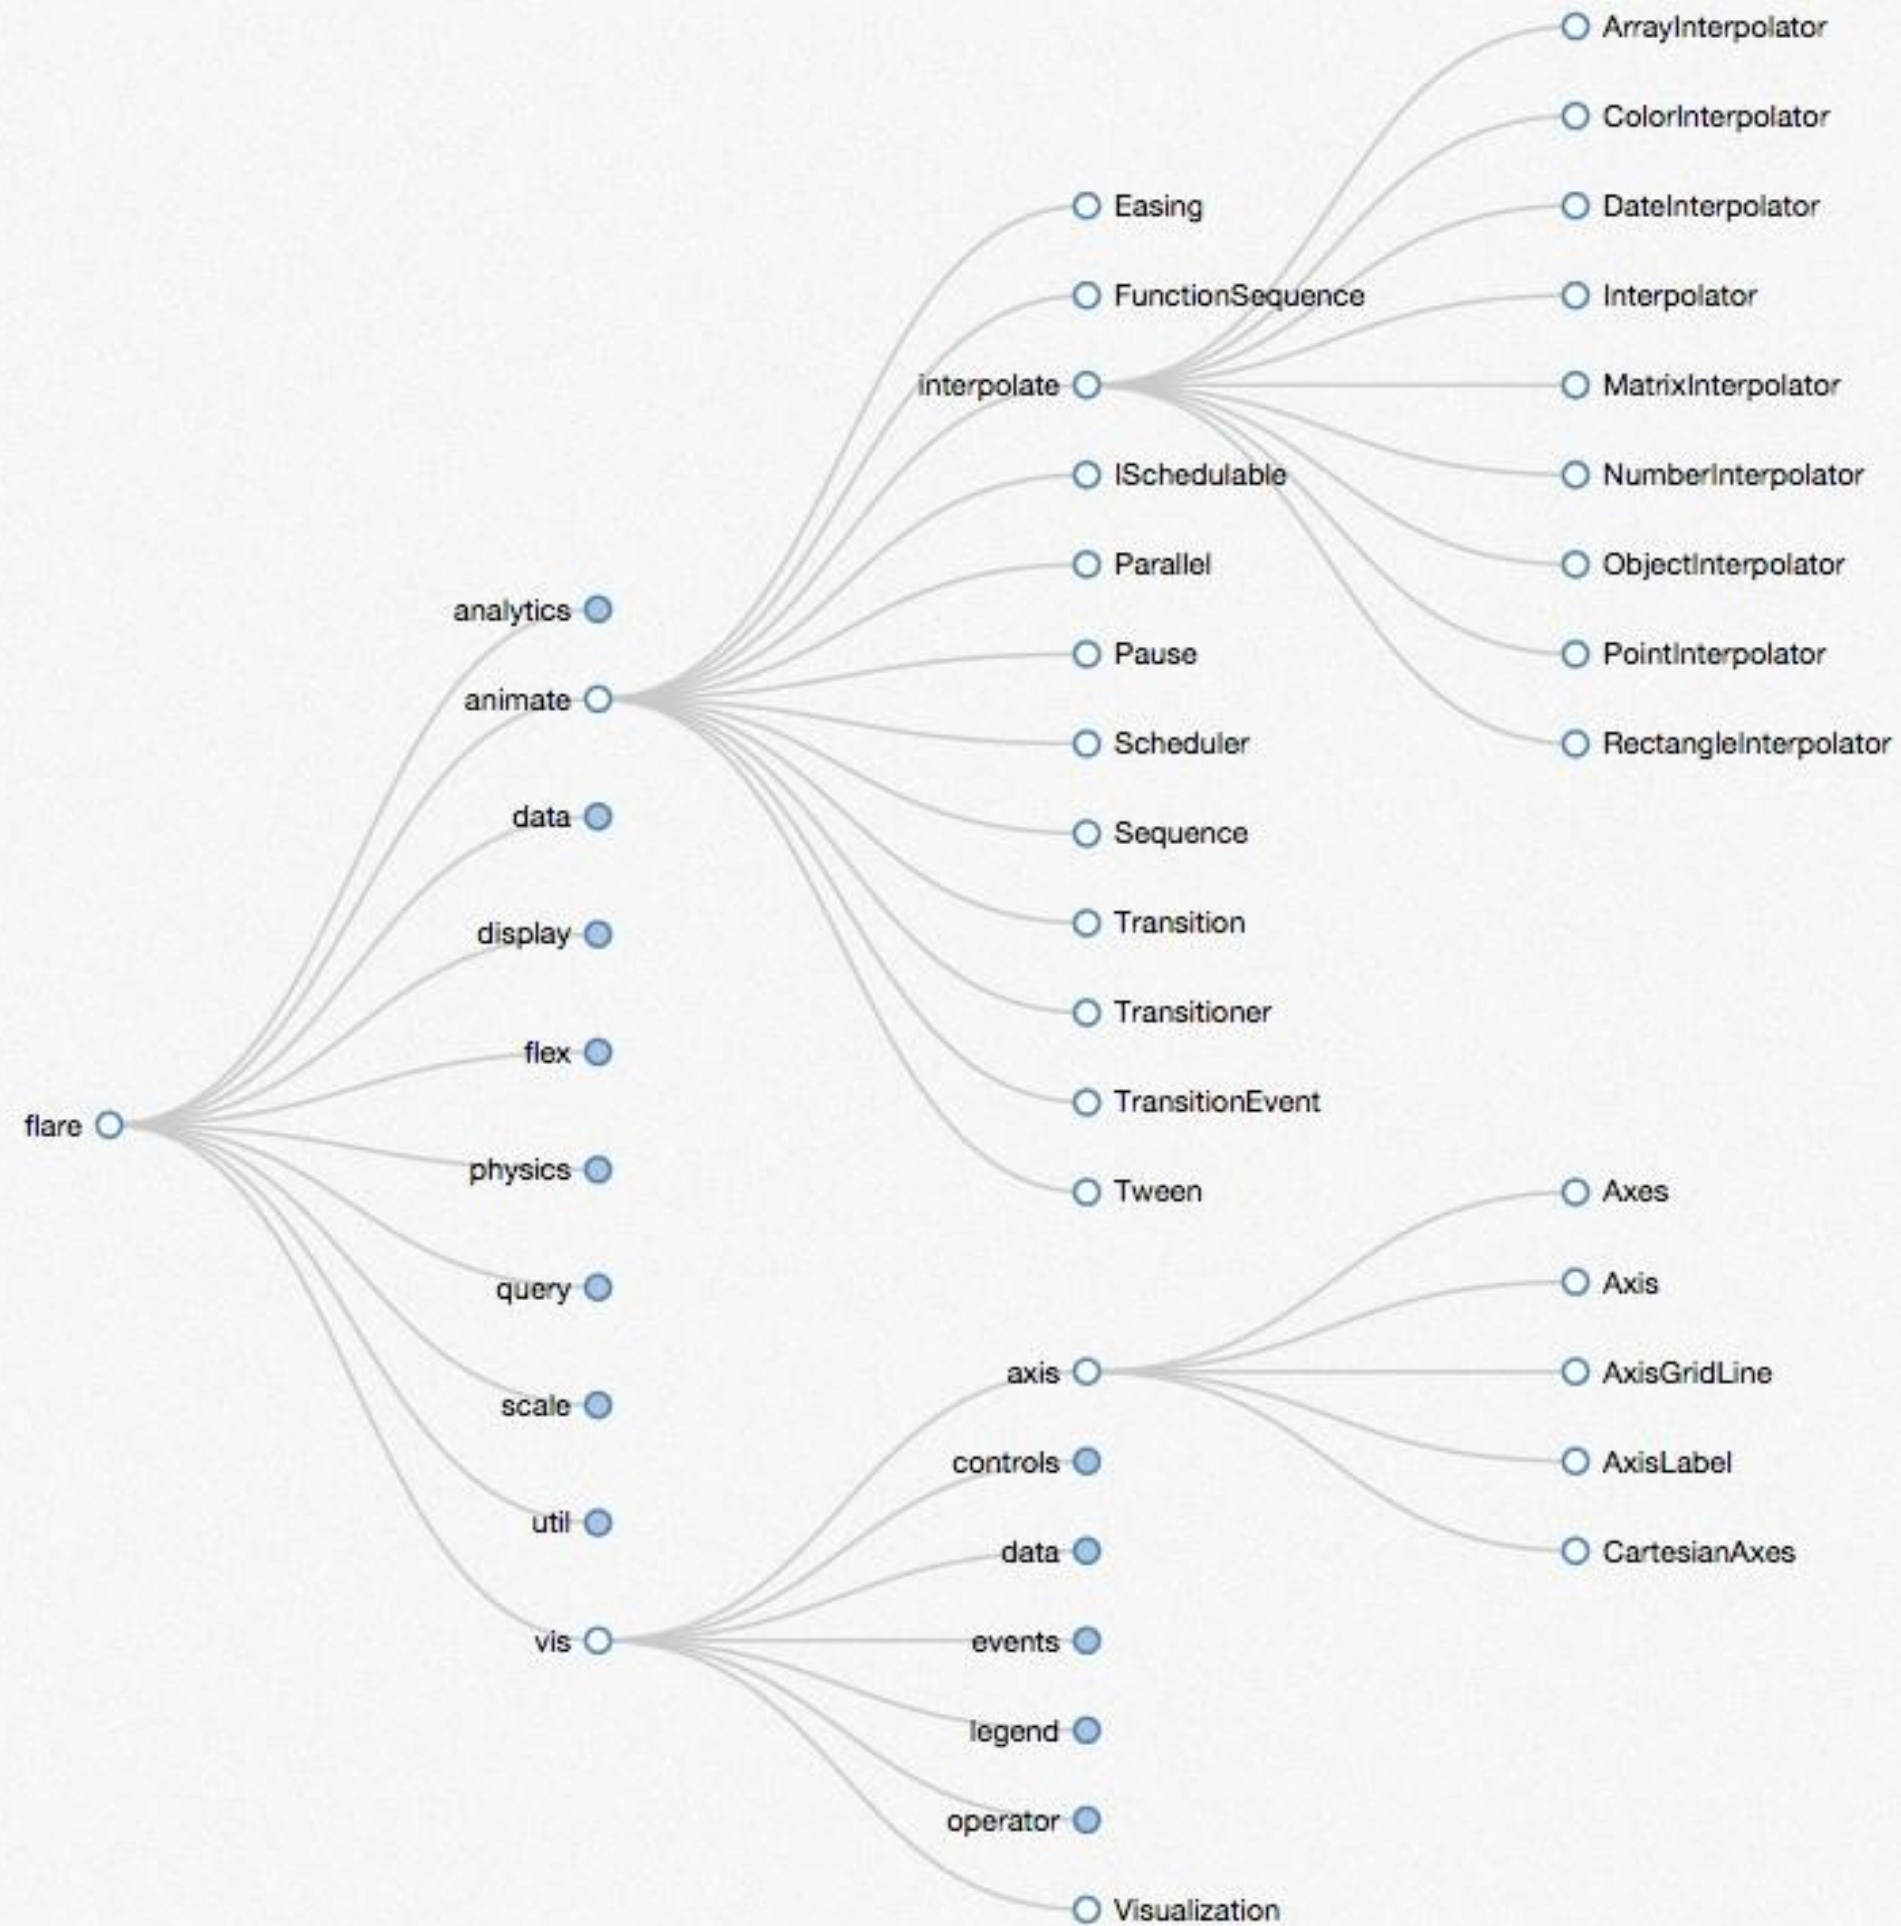 ArrayInterpolator
ColorInterpolator
Easing
DateInterpolator
FunctionSequence
Interpolator
interpolate
MatrixInterpolator
ISchedulable
NumberInterpolator
Parallel
ObjectInterpolator
analytics
Pause
PointInterpolator
animate
Scheduler
RectangleInterpolator
data
Sequence
display
Transition
Transitioner
flex
TransitionEvent
flare
physics
Tween
Axes
query
Axis
axis
AxisGridLine
scale
controls
AxisLabel
util
data
CartesianAxes
vis
events
legend
operator
Visualization